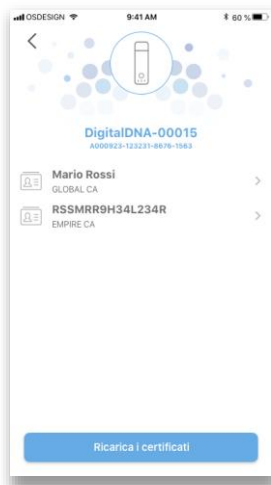 OSDESIGN 9:41 AM 60 %
DigitalDNA-00015
A000923-123231-8676-1563
Mario Rossi
GLOBAL CA
RSSMRR9H34L234R
EMPIRE CA
Ricarica i certificati